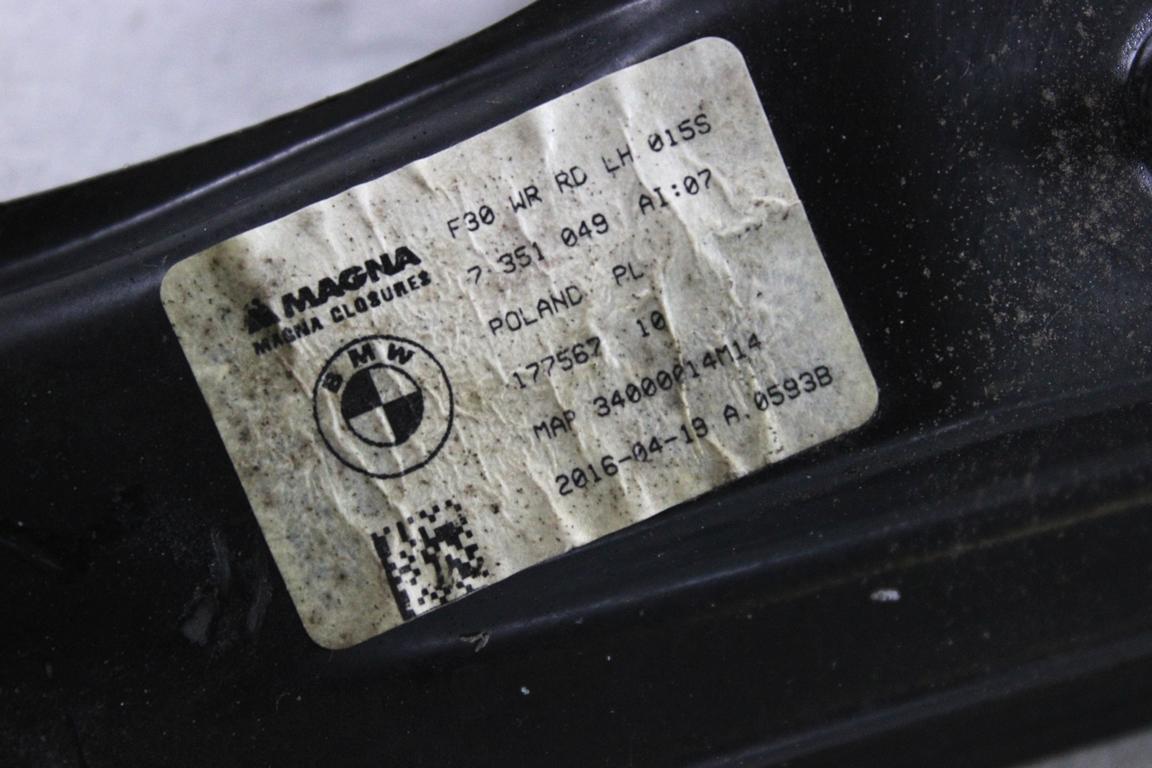 MAGNA
MAGNA CLOSURES
BMW
F30 WR RD LH 015S
7 351 049 AI:07
POLAND PL
177567 10
MAP 34000014M14
2016-04-19 A.0593B